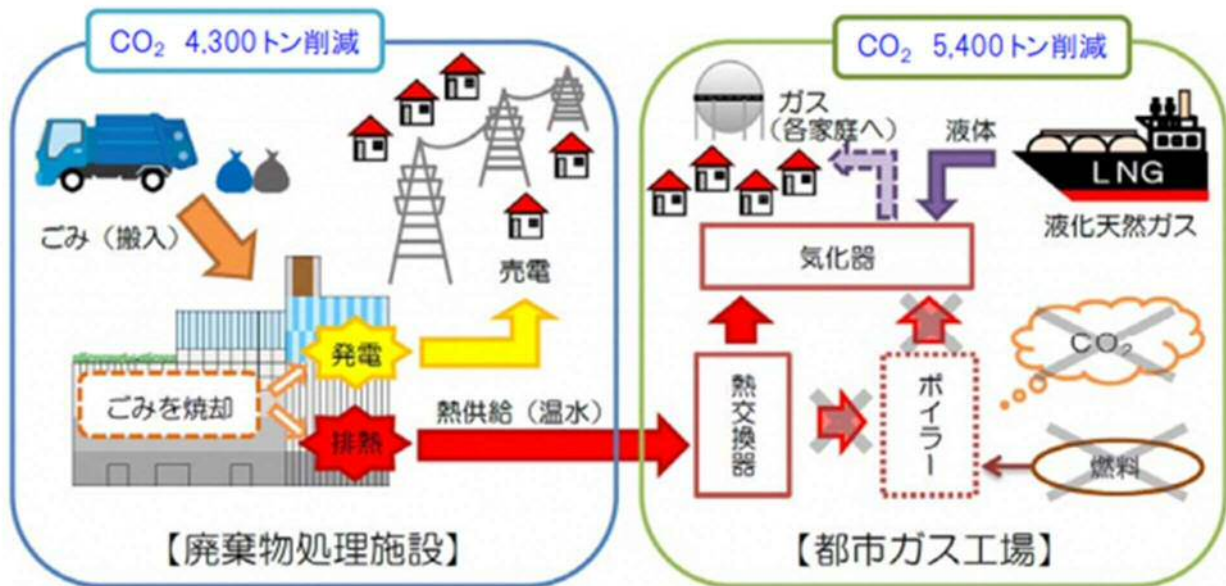 CO₂ 4,300トン削減
ごみ（搬入）
売電
発電
ごみを焼却
排熱
熱供給（温水）
【廃棄物処理施設】
CO₂ 5,400トン削減
ガス
（各家庭へ）
液体
LNG
液化天然ガス
気化器
熱交換器
ボイラー
CO₂
燃料
【都市ガス工場】